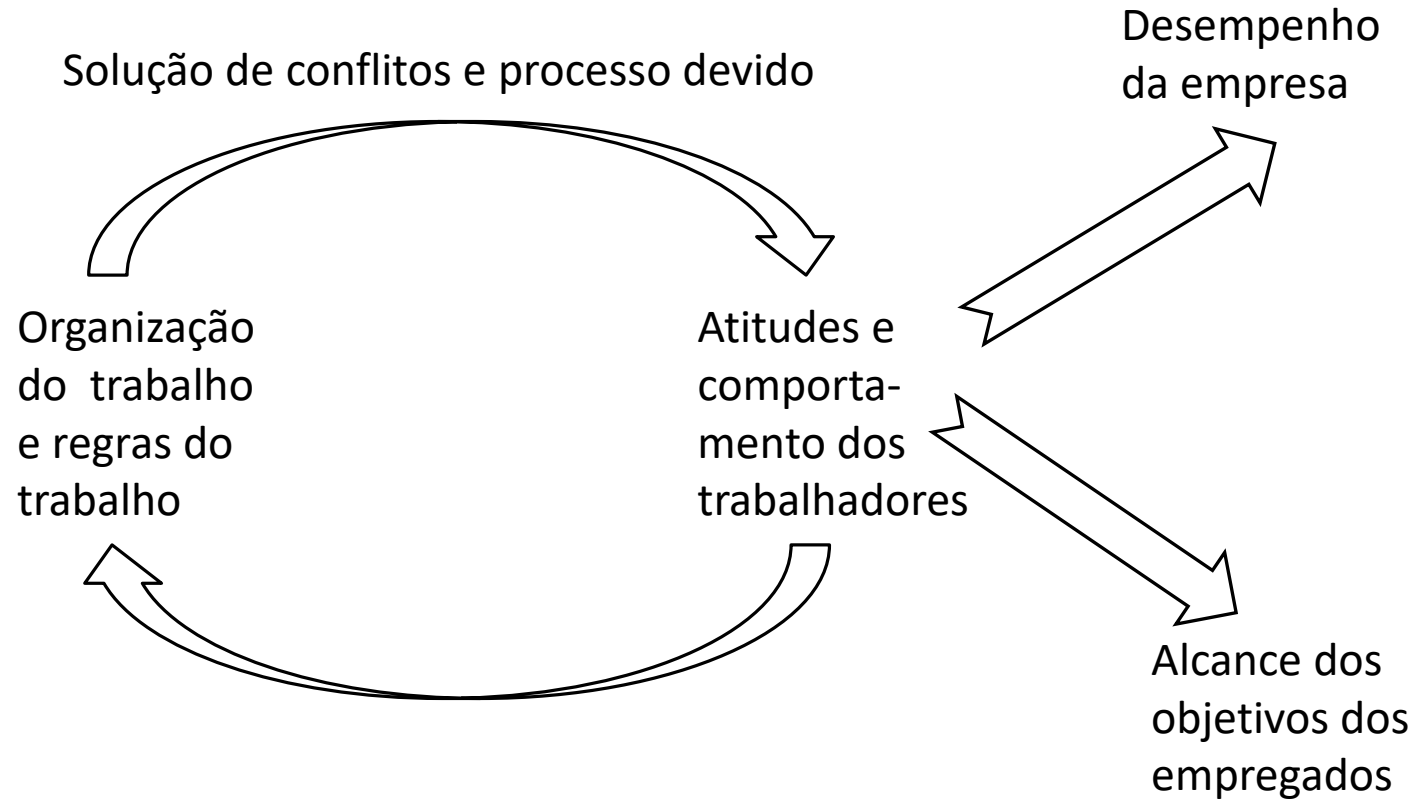 Solução de conflitos e processo devido
Desempenho
da empresa
Organização
do  trabalho
e regras do
trabalho
Atitudes e
comporta-
mento dos
trabalhadores
Alcance dos
objetivos dos
empregados